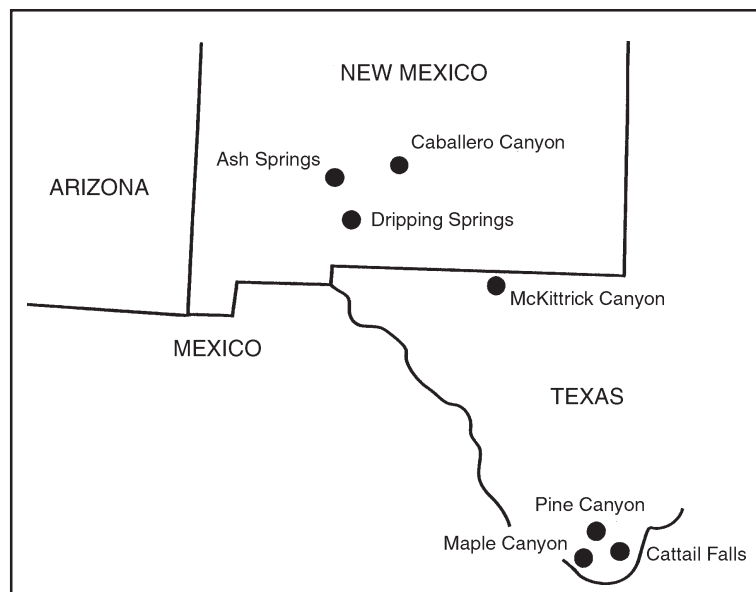 NEW MEXICO
Caballero Canyon
Ash Springs
ARIZONA
Dripping Springs
McKittrick Canyon
MEXICO
TEXAS
Pine Canyon
Maple Canyon
Cattail Falls